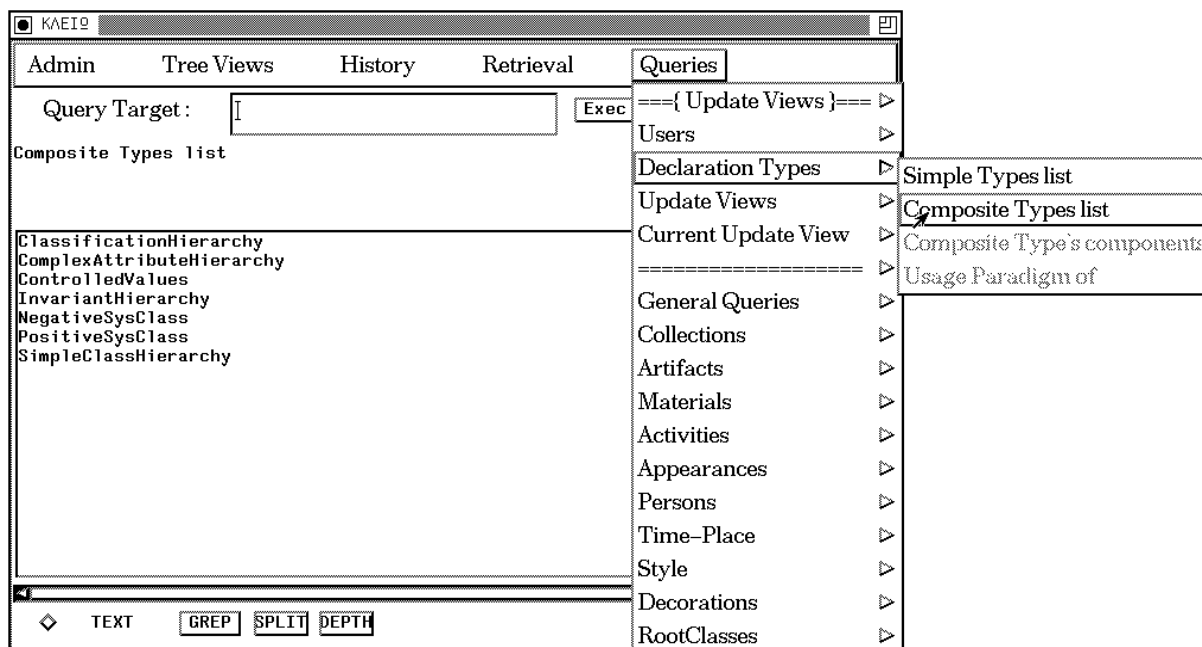 ΚΛΕΙΩ
Admin Tree Views History Retrieval Queries
Query Target : Exec
Composite Types list
ClassificationHierarchy
ComplexAttributeHierarchy
ControlledValues
InvariantHierarchy
NegativeSysClass
PositiveSysClass
SimpleClassHierarchy
TEXT GREP SPLIT DEPTH
==={ Update Views }===
Users
Declaration Types
Update Views
Current Update View
===================
General Queries
Collections
Artifacts
Materials
Activities
Appearances
Persons
Time–Place
Style
Decorations
RootClasses
Simple Types list
Composite Types list
Composite Type's components
Usage Paradigm of